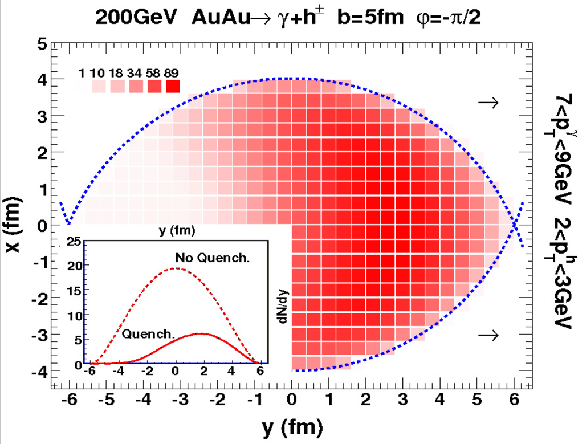 200GeV AuAu→ γ+h± b=5fm φ=-π/2
1 10 18 34 58 89
5
4
3
2
1
0
-1
-2
-3
-4
x (fm)
y (fm)
25
20
15
10
5
0
No Quench.
Quench.
-6 -4 -2 0 2 4 6
dN/dy
-6 -5 -4 -3 -2 -1 0 1 2 3 4 5 6
y (fm)
7<p_T^γ<9GeV 2<p_T^h<3GeV